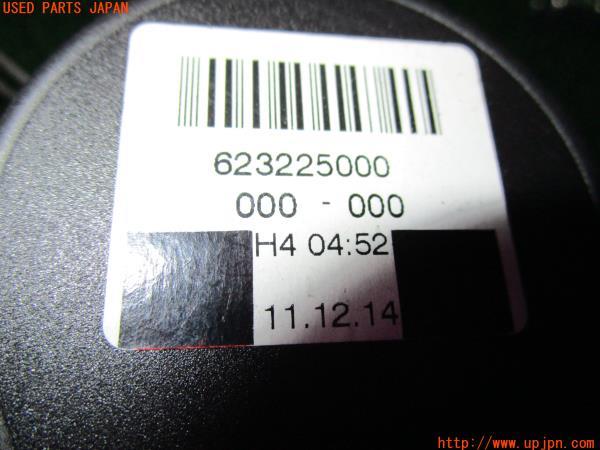 USED PARTS JAPAN
623225000
000 - 000
H4 04:52
11.12.14
http://www.upjpn.com/